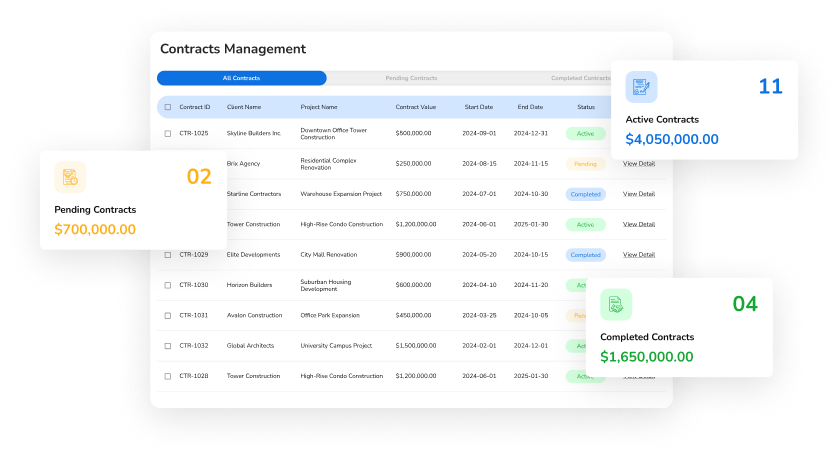 Contracts Management
All Contracts
Pending Contracts
Completed Contracts
Contract ID Client Name Project Name Contract Value Start Date End Date Status
CTR-1025 Skyline Builders Inc. Downtown Office Tower Construction $500,000.00 2024-09-01 2024-12-31 Active
Brix Agency Residential Complex Renovation $250,000.00 2024-08-15 2024-11-15 Pending View Detail
Starline Contractors Warehouse Expansion Project $750,000.00 2024-07-01 2024-10-30 Completed View Detail
Tower Construction High-Rise Condo Construction $1,200,000.00 2024-06-01 2025-01-30 Active View Detail
CTR-1029 Elite Developments City Mall Renovation $900,000.00 2024-05-20 2024-10-15 Completed View Detail
CTR-1030 Horizon Builders Suburban Housing Development $600,000.00 2024-04-10 2024-11-20
CTR-1031 Avalon Construction Office Park Expansion $450,000.00 2024-03-25 2024-10-05
CTR-1032 Global Architects University Campus Project $1,500,000.00 2024-02-01 2024-12-01
CTR-1028 Tower Construction High-Rise Condo Construction $1,200,000.00 2024-06-01 2025-01-30
11
Active Contracts
$4,050,000.00
02
Pending Contracts
$700,000.00
04
Completed Contracts
$1,650,000.00